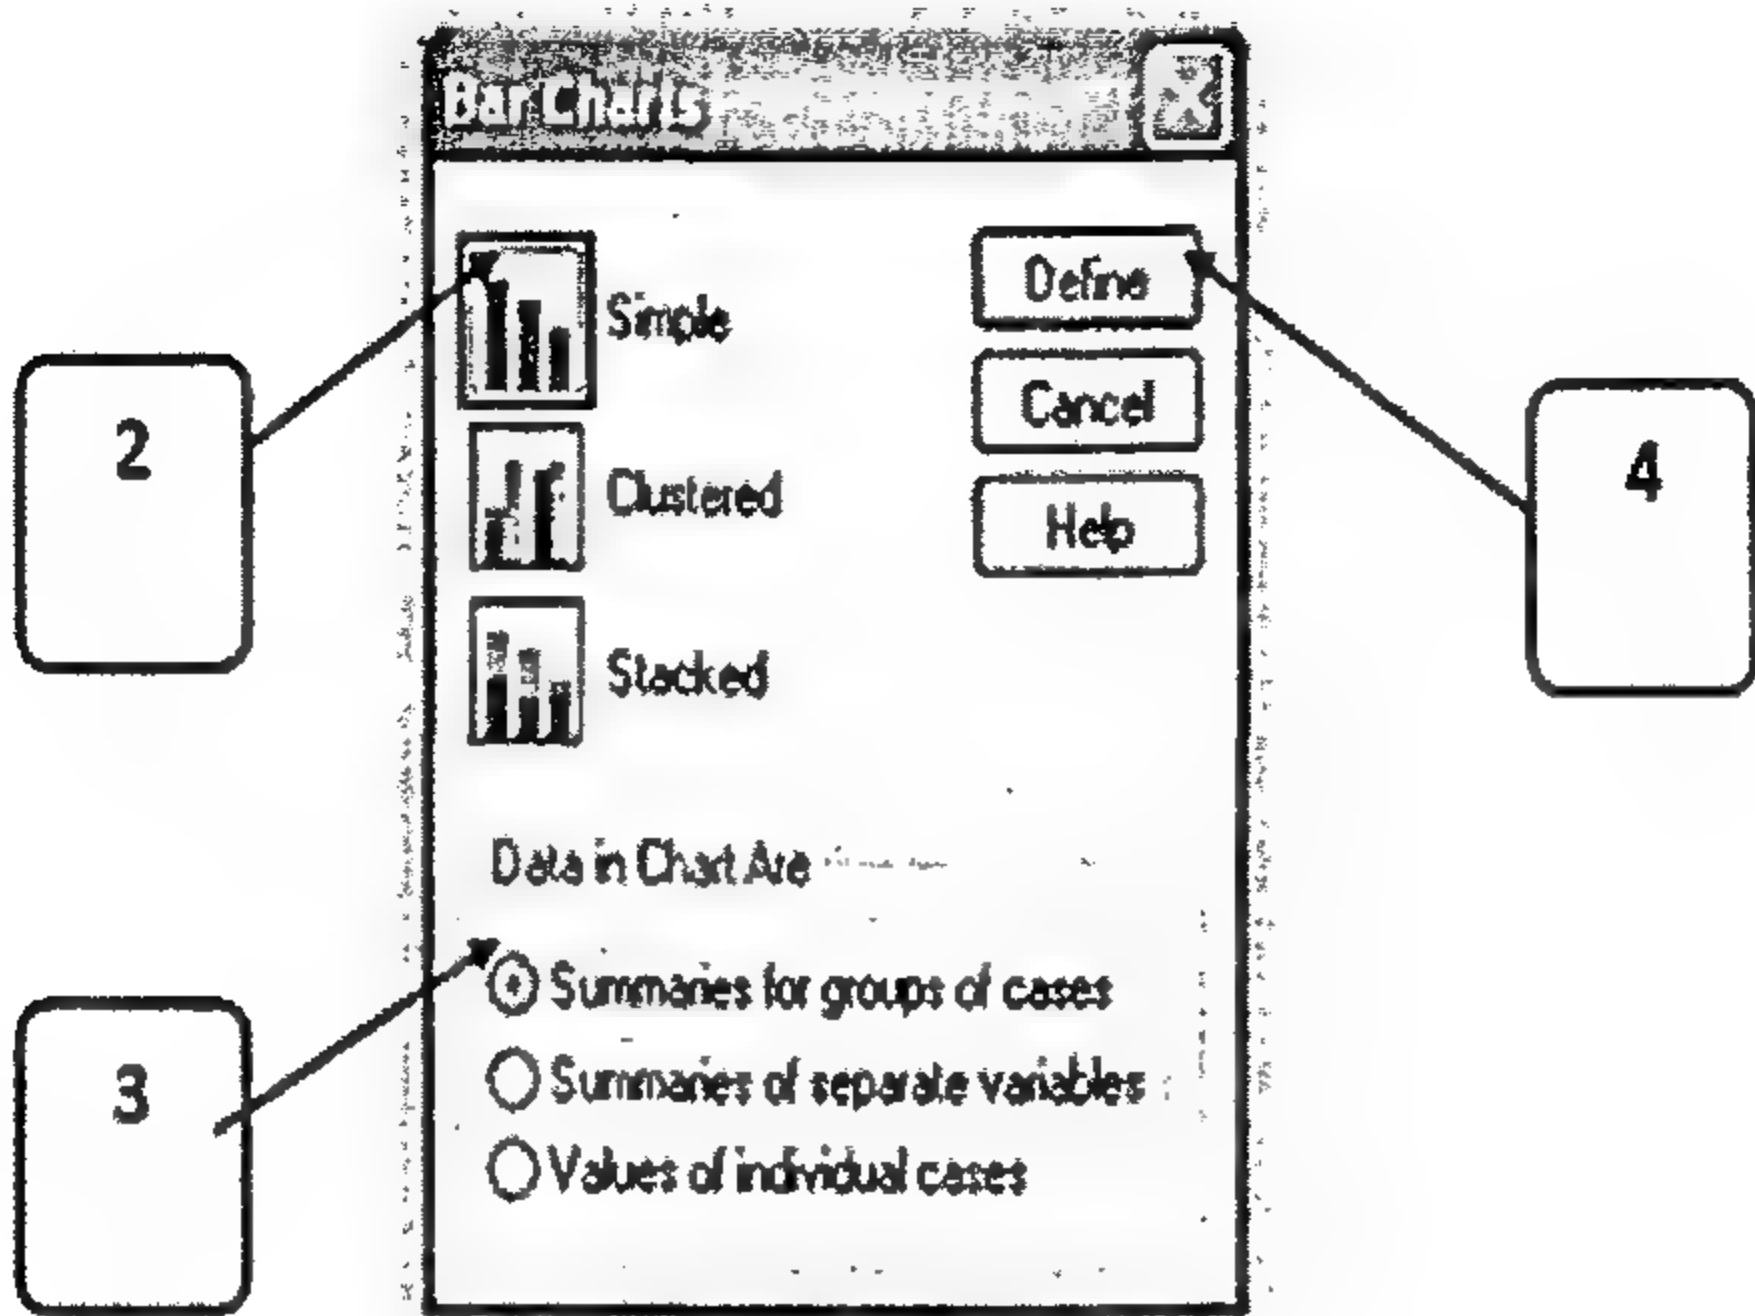 Bar Charts
Simple
Define
Cancel
2
4
Clustered
Help
Stacked
Data in Chart Are
Summaries for groups of cases
3
Summaries of separate variables
Values of individual cases